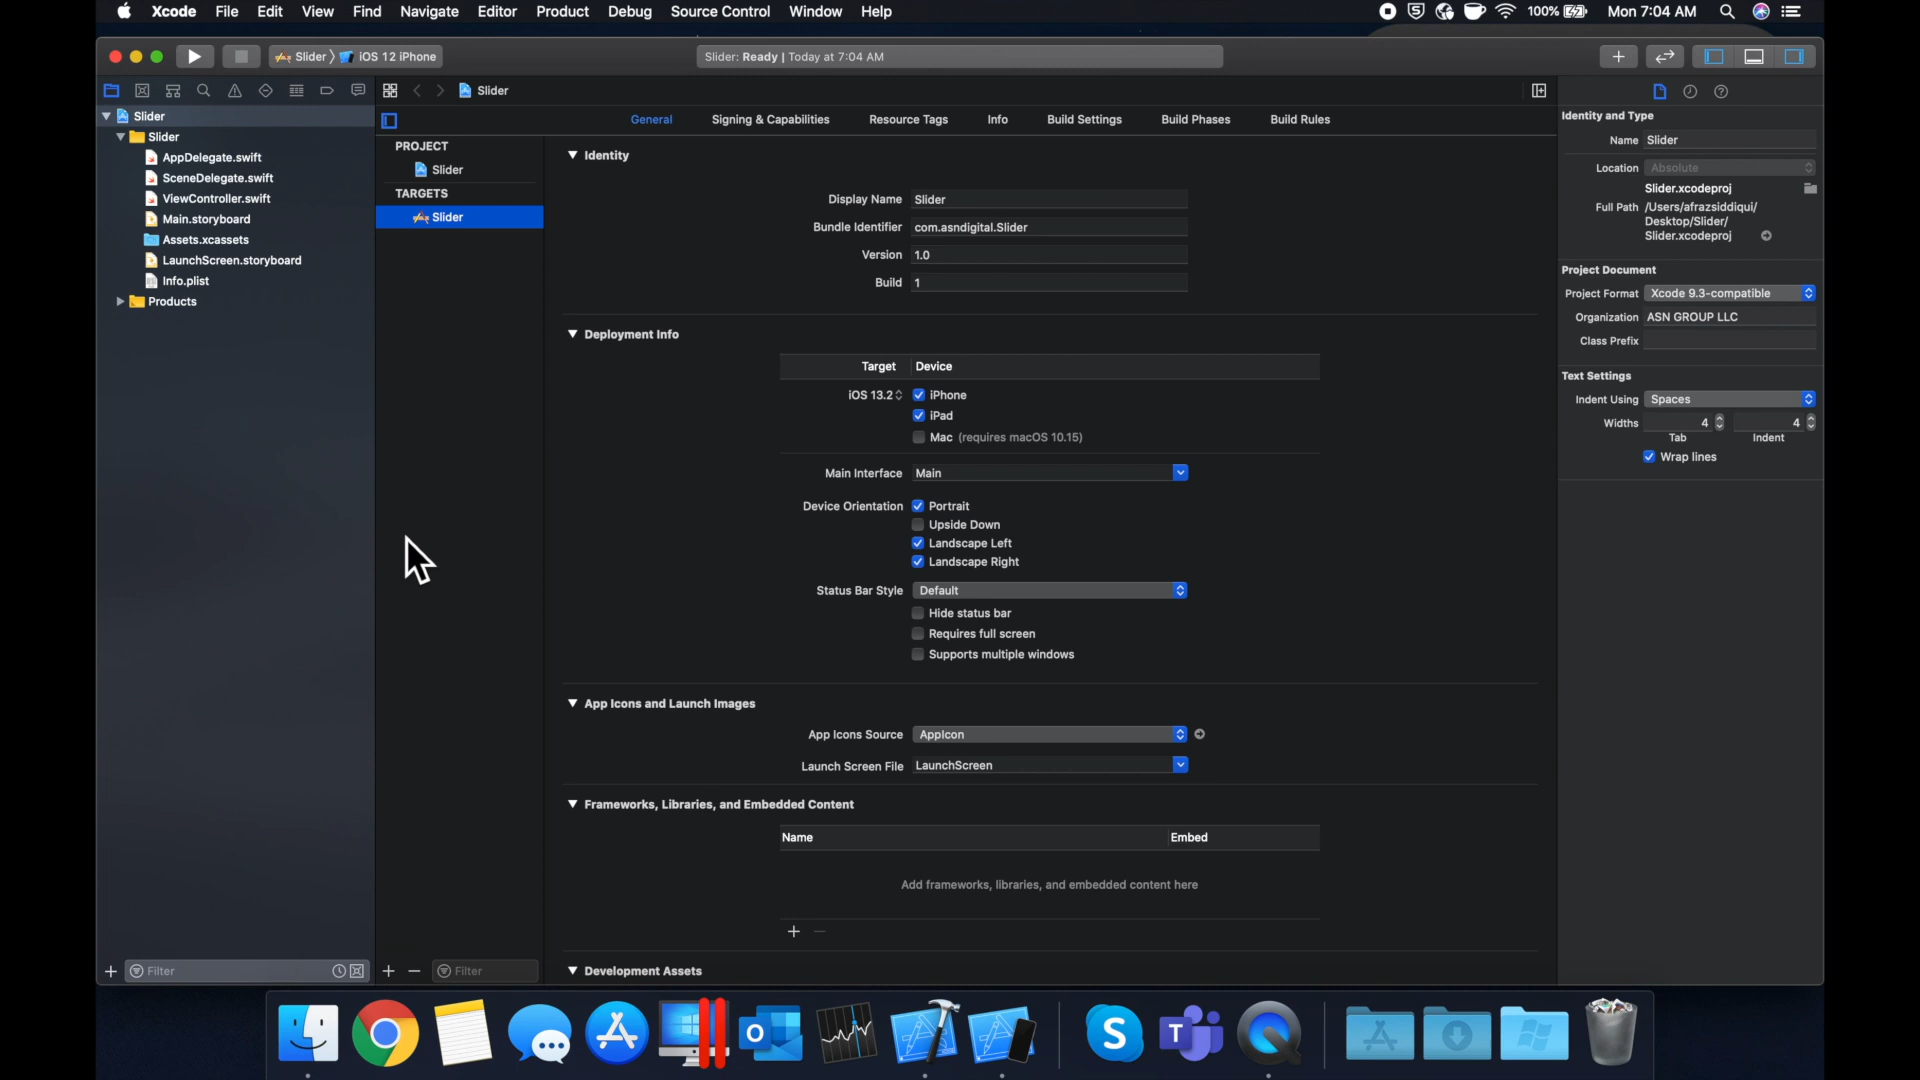 Xcode File Edit View Find Navigate Editor Product Debug Source Control Window Help 100% Mon 7:04 AM
Slider iOS 12 iPhone
Slider: Ready | Today at 7:04 AM
Slider
Slider
AppDelegate.swift
SceneDelegate.swift
ViewController.swift
Main.storyboard
Assets.xcassets
LaunchScreen.storyboard
Info.plist
Products
Filter
Slider
General Signing & Capabilities Resource Tags Info Build Settings Build Phases Build Rules
PROJECT
Slider
TARGETS
Slider
Filter
Identity
Display Name Slider
Bundle Identifier com.asndigital.Slider
Version 1.0
Build 1
Deployment Info
Target Device
iOS 13.2 iPhone
iPad
Mac (requires macOS 10.15)
Main Interface Main
Device Orientation Portrait
Upside Down
Landscape Left
Landscape Right
Status Bar Style Default
Hide status bar
Requires full screen
Supports multiple windows
App Icons and Launch Images
App Icons Source AppIcon
Launch Screen File LaunchScreen
Frameworks, Libraries, and Embedded Content
Name Embed
Add frameworks, libraries, and embedded content here
Development Assets
Identity and Type
Name Slider
Location Absolute
Slider.xcodeproj
Full Path /Users/afrazsiddiqui/
Desktop/Slider/
Slider.xcodeproj
Project Document
Project Format Xcode 9.3-compatible
Organization ASN GROUP LLC
Class Prefix
Text Settings
Indent Using Spaces
Widths 4 4
Tab Indent
Wrap lines